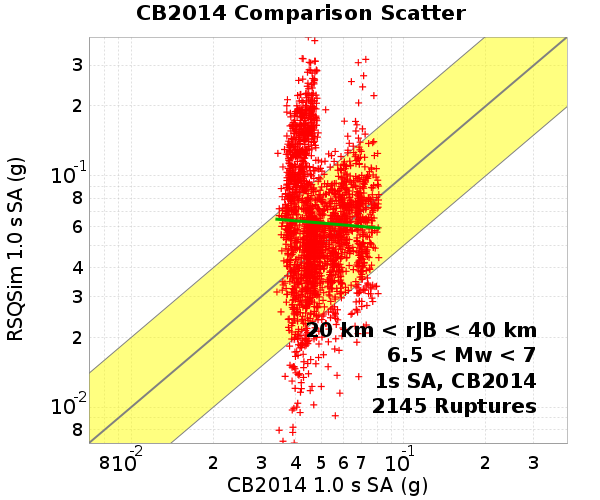 CB2014 Comparison Scatter
RSQSim 1.0 s SA (g)
3
2
10-1
8
6
4
3
2
10-2
8
20 km < rJB < 40 km
6.5 < Mw < 7
1s SA, CB2014
2145 Ruptures
8 10-2 2 3 4 5 6 7 10-1 2 3
CB2014 1.0 s SA (g)